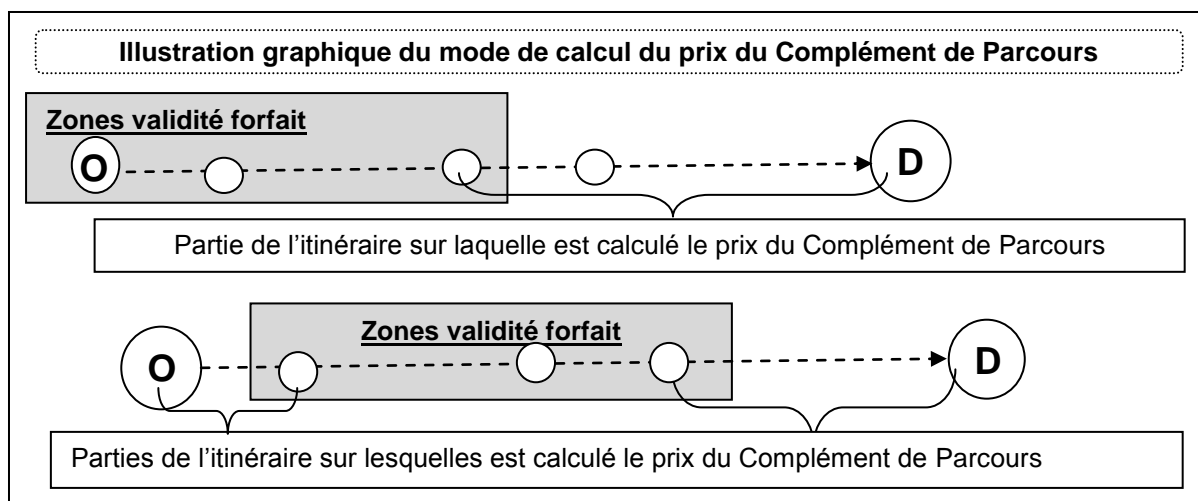 Illustration graphique du mode de calcul du prix du Complément de Parcours
Zones validité forfait
O
D
Partie de l’itinéraire sur laquelle est calculé le prix du Complément de Parcours
Zones validité forfait
O
D
Parties de l’itinéraire sur lesquelles est calculé le prix du Complément de Parcours